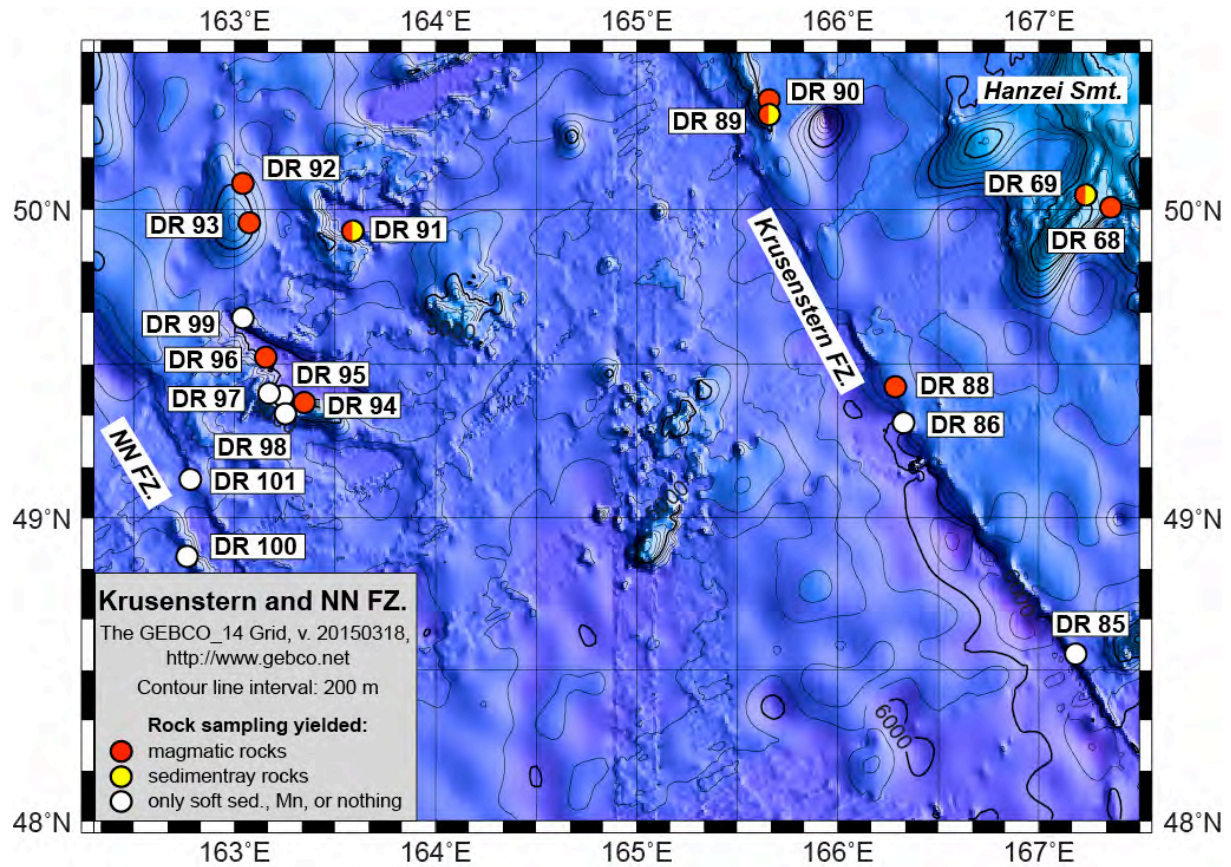 163°E 164°E 165°E 166°E 167°E
DR 90
Hanzei Smt.
DR 89
DR 92
DR 69
50°N
50°N
DR 93
DR 91
DR 68
Krusenstern FZ.
DR 99
5000
DR 96
DR 95
DR 88
DR 97
DR 94
DR 86
DR 98
NN FZ.
DR 101
49°N
49°N
DR 100
Krusenstern and NN FZ.
The GEBCO_14 Grid, v. 20150318,
http://www.gebco.net
Contour line interval: 200 m
Rock sampling yielded:
magmatic rocks
sedimentray rocks
only soft sed., Mn, or nothing
DR 85
6000
48°N
48°N
163°E 164°E 165°E 166°E 167°E